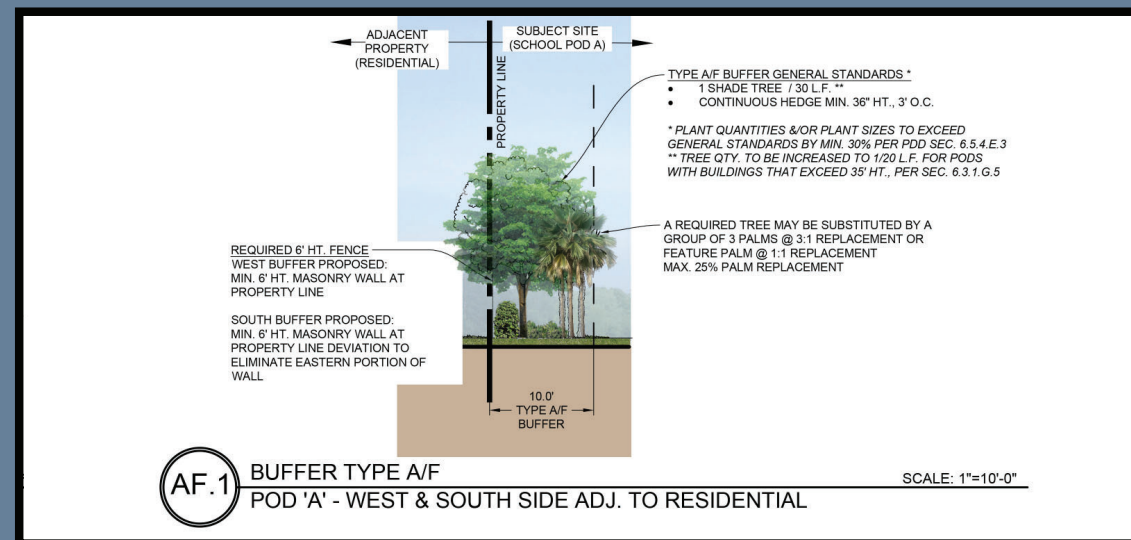 ADJACENT
PROPERTY
(RESIDENTIAL)
SUBJECT SITE
(SCHOOL POD A)
PROPERTY LINE
TYPE A/F BUFFER GENERAL STANDARDS *
• 1 SHADE TREE / 30 L.F. **
• CONTINUOUS HEDGE MIN. 36" HT., 3' O.C.
* PLANT QUANTITIES &/OR PLANT SIZES TO EXCEED
GENERAL STANDARDS BY MIN. 30% PER PDD SEC. 6.5.4.E.3
** TREE QTY. TO BE INCREASED TO 1/20 L.F. FOR PODS
WITH BUILDINGS THAT EXCEED 35' HT., PER SEC. 6.3.1.G.5
A REQUIRED TREE MAY BE SUBSTITUTED BY A
GROUP OF 3 PALMS @ 3:1 REPLACEMENT OR
FEATURE PALM @ 1:1 REPLACEMENT
MAX. 25% PALM REPLACEMENT
REQUIRED 6' HT. FENCE
WEST BUFFER PROPOSED:
MIN. 6' HT. MASONRY WALL AT
PROPERTY LINE
SOUTH BUFFER PROPOSED:
MIN. 6' HT. MASONRY WALL AT
PROPERTY LINE DEVIATION TO
ELIMINATE EASTERN PORTION OF
WALL
10.0'
TYPE A/F
BUFFER
AF.1
BUFFER TYPE A/F
SCALE: 1"=10'-0"
POD 'A' - WEST & SOUTH SIDE ADJ. TO RESIDENTIAL